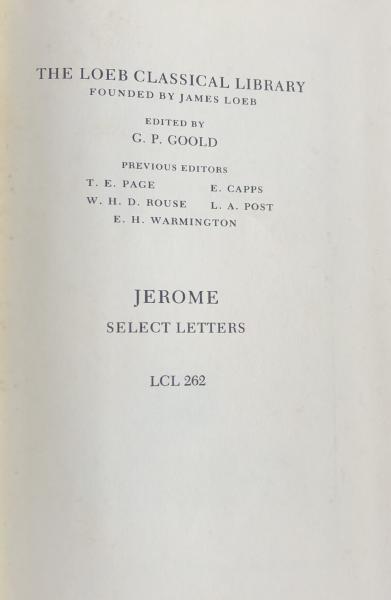 THE LOEB CLASSICAL LIBRARY
FOUNDED BY JAMES LOEB
EDITED BY
G. P. GOOLD
PREVIOUS EDITORS
T. E. PAGE E. CAPPS
W. H. D. ROUSE L. A. POST
E. H. WARMINGTON
JEROME
SELECT LETTERS
LCL 262